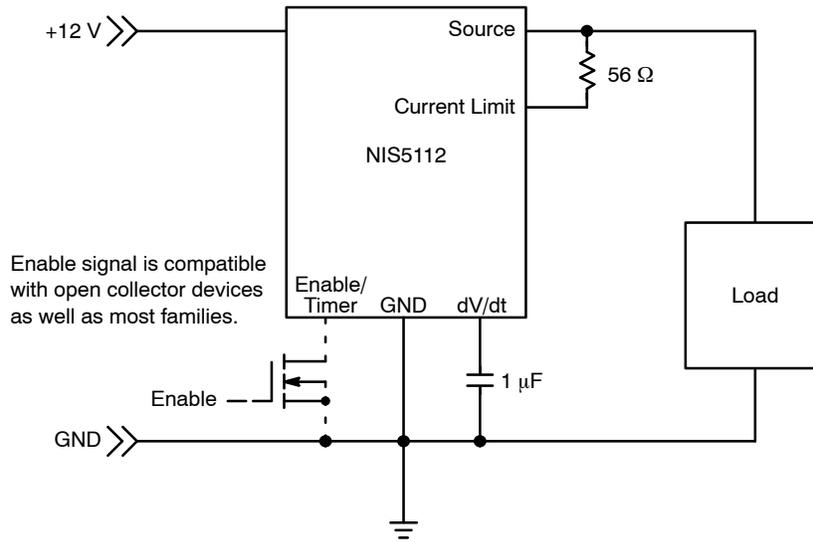 +12 V
Source
56 Ω
Current Limit
NIS5112
Enable signal is compatible
with open collector devices
as well as most families.
Enable/
Timer
GND
dV/dt
Load
1 μF
Enable
GND